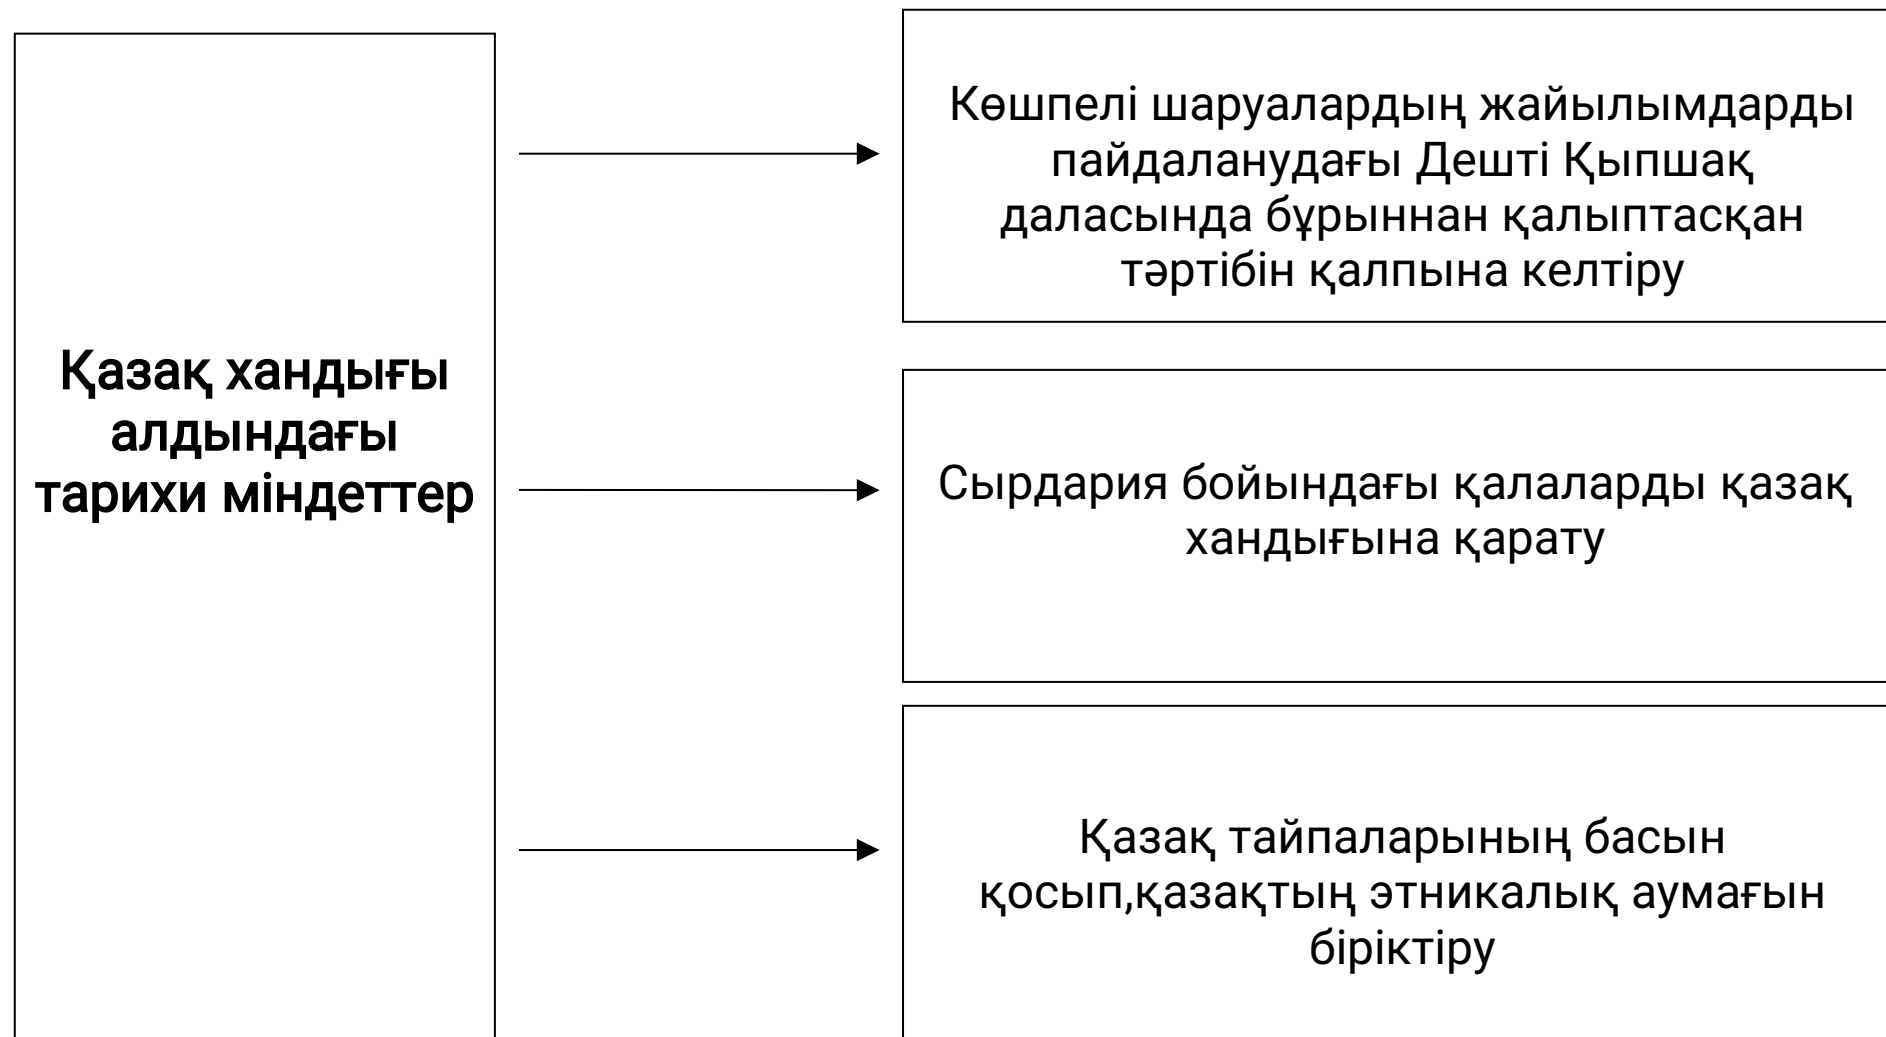 Қазақ хандығы
алдындағы
тарихи міндеттер
Көшпелі шаруалардың жайылымдарды
пайдаланудағы Дешті Қыпшақ
даласында бұрыннан қалыптасқан
тәртібін қалпына келтіру
Сырдария бойындағы қалаларды қазақ
хандығына қарату
Қазақ тайпаларының басын
қосып,қазақтың этникалық аумағын
біріктіру